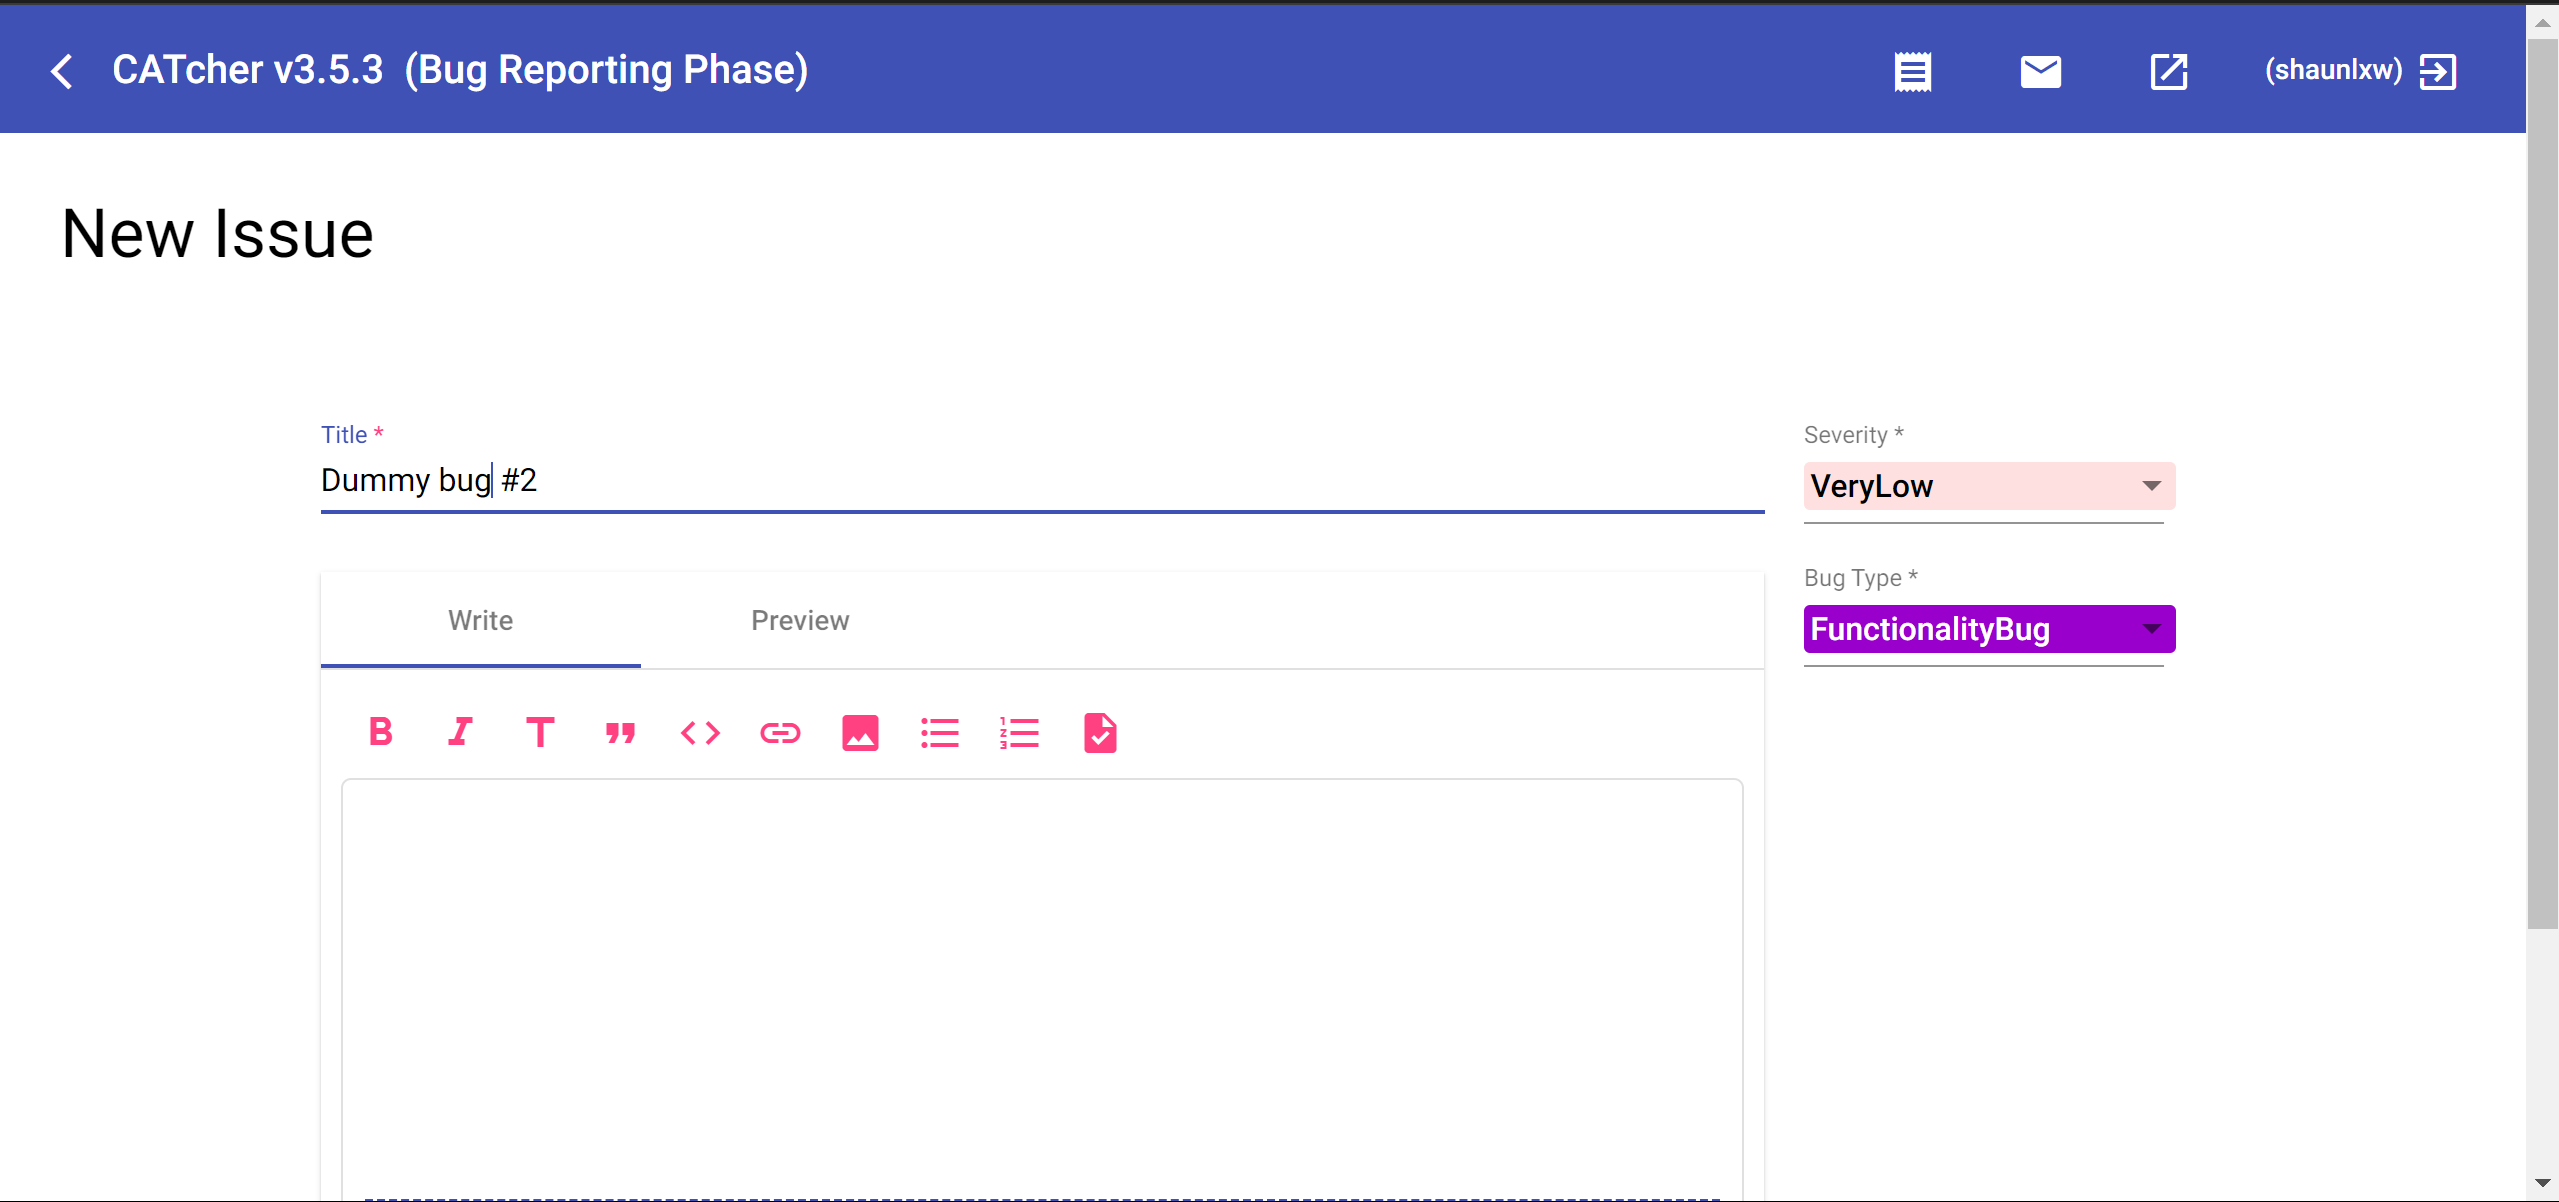 CATcher v3.5.3 (Bug Reporting Phase)
(shaunlxw)
New Issue
Title *
Dummy bug #2
Severity *
VeryLow
Bug Type *
FunctionalityBug
Write
Preview